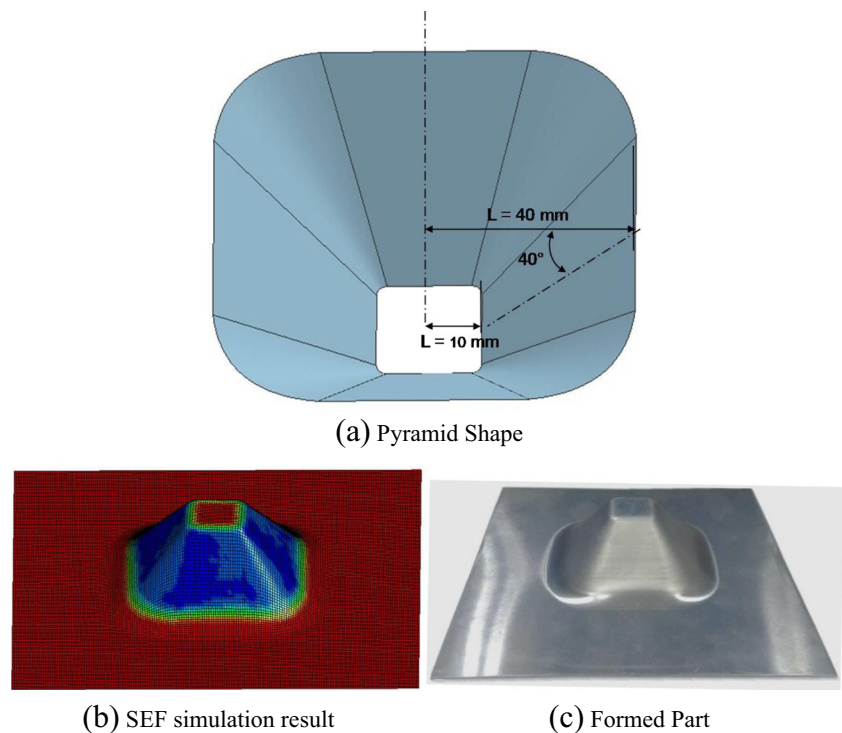 L = 40 mm
40°
L = 10 mm
(a) Pyramid Shape
(b) SEF simulation result
(c) Formed Part